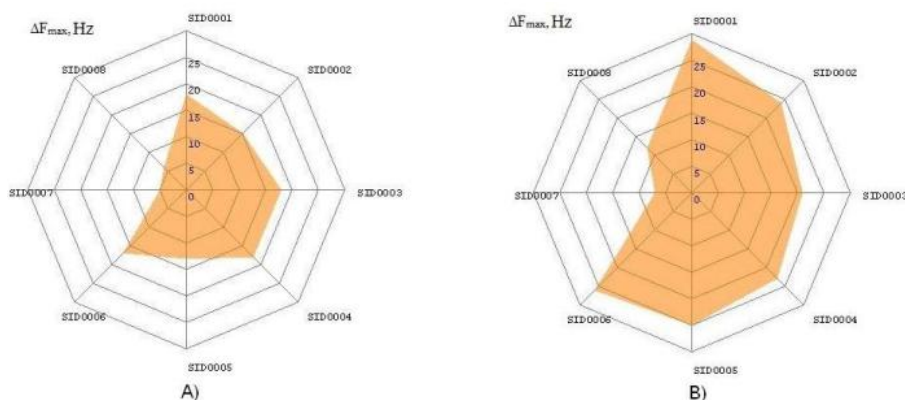 ΔFmax, Hz
SID0001
SID0002
SID0003
SID0004
SID0005
SID0006
SID0007
SID0008
25
20
15
10
5
0
A)
ΔFmax, Hz
SID0001
SID0002
SID0003
SID0004
SID0005
SID0006
SID0007
SID0008
25
20
15
10
5
0
B)